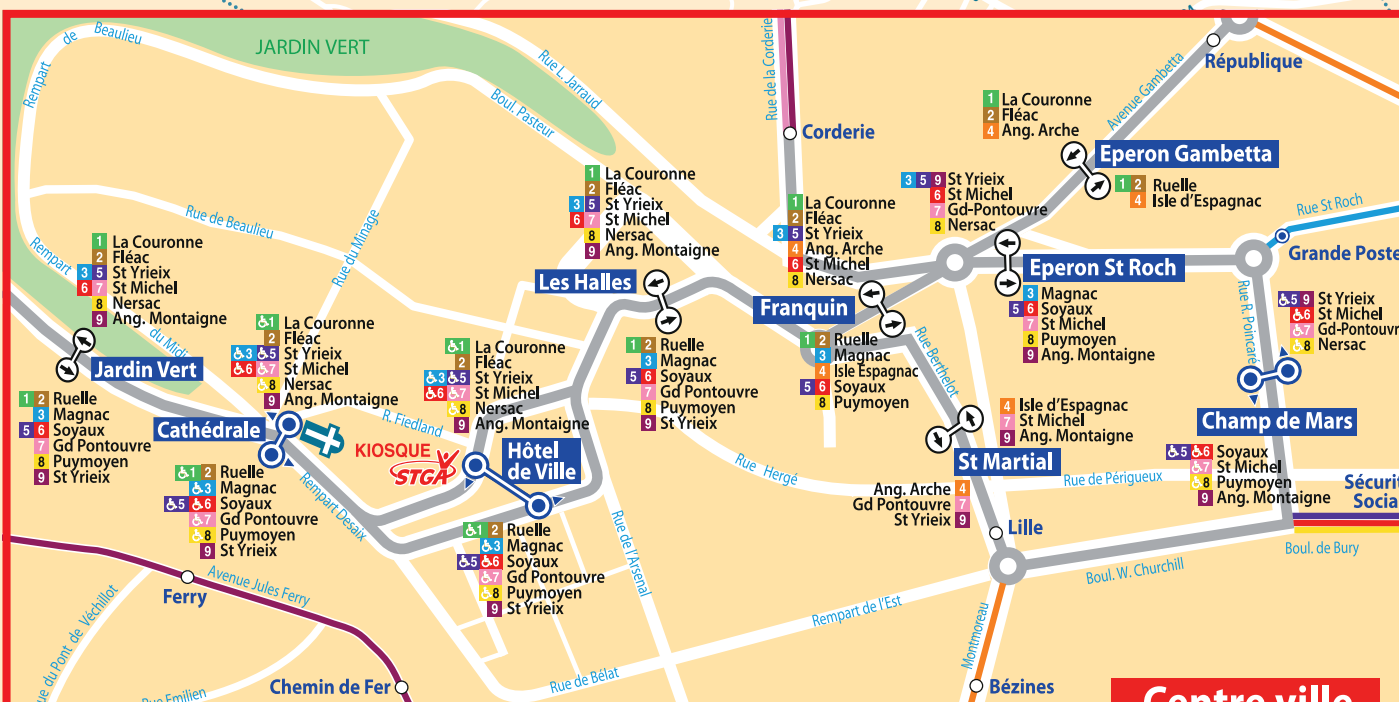 de
Beaulieu
Rempart
JARDIN VERT
Rue L. Jarraud
Boul. Pasteur
Rue de la Corderie
Corderie
République
Avenue Gambetta
1 La Couronne
2 Fléac
4 Ang. Arche
Eperon Gambetta
1 2 Ruelle
4 Isle d'Espagnac
Rue St Roch
Grande Poste
3 5 9 St Yrieix
6 St Michel
7 Gd-Pontouvre
8 Nersac
Eperon St Roch
3 Magnac
5 6 Soyaux
7 St Michel
8 Puymoyen
9 Ang. Montaigne
1 La Couronne
2 Fléac
3 5 St Yrieix
4 Ang. Arche
6 St Michel
8 Nersac
Franquin
1 2 Ruelle
3 Magnac
4 Isle Espagnac
5 6 Soyaux
8 Puymoyen
1 La Couronne
2 Fléac
3 5 St Yrieix
6 7 St Michel
8 Nersac
9 Ang. Montaigne
Les Halles
1 2 Ruelle
3 Magnac
5 6 Soyaux
7 Gd Pontouvre
8 Puymoyen
9 St Yrieix
Rue de Beaulieu
Rue du Minage
Rempart
du Midi
1 La Couronne
2 Fléac
3 5 St Yrieix
6 7 St Michel
8 Nersac
9 Ang. Montaigne
Jardin Vert
1 2 Ruelle
3 Magnac
5 6 Soyaux
7 Gd Pontouvre
8 Puymoyen
9 St Yrieix
1 La Couronne
2 Fléac
3 5 St Yrieix
6 7 St Michel
8 Nersac
9 Ang. Montaigne
Cathédrale
1 2 Ruelle
3 Magnac
5 6 Soyaux
7 Gd Pontouvre
8 Puymoyen
9 St Yrieix
R. Fiedland
KIOSQUE
STGA
Rempart Desaix
1 La Couronne
2 Fléac
3 5 St Yrieix
6 7 St Michel
8 Nersac
9 Ang. Montaigne
Hôtel
de Ville
1 2 Ruelle
3 Magnac
5 6 Soyaux
7 Gd Pontouvre
8 Puymoyen
9 St Yrieix
Rue de l'Arsenal
Rue Hergé
Rue Berthelot
4 Isle d'Espagnac
7 St Michel
9 Ang. Montaigne
St Martial
Ang. Arche 4
Gd Pontouvre 7
St Yrieix 9
Lille
Rue de Périgueux
Rue R. Poincaré
5 9 St Yrieix
6 St Michel
7 Gd-Pontouvr
8 Nersac
Champ de Mars
5 6 Soyaux
7 St Michel
8 Puymoyen
9 Ang. Montaigne
Sécurit
Socia
Boul. de Bury
Boul. W. Churchill
Rempart de l'Est
Montmoreau
Bézines
Rue de Bélat
Ferry
Avenue Jules Ferry
ue du Pont de Véchillot
Rue Emilien
Chemin de Fer
Centre ville